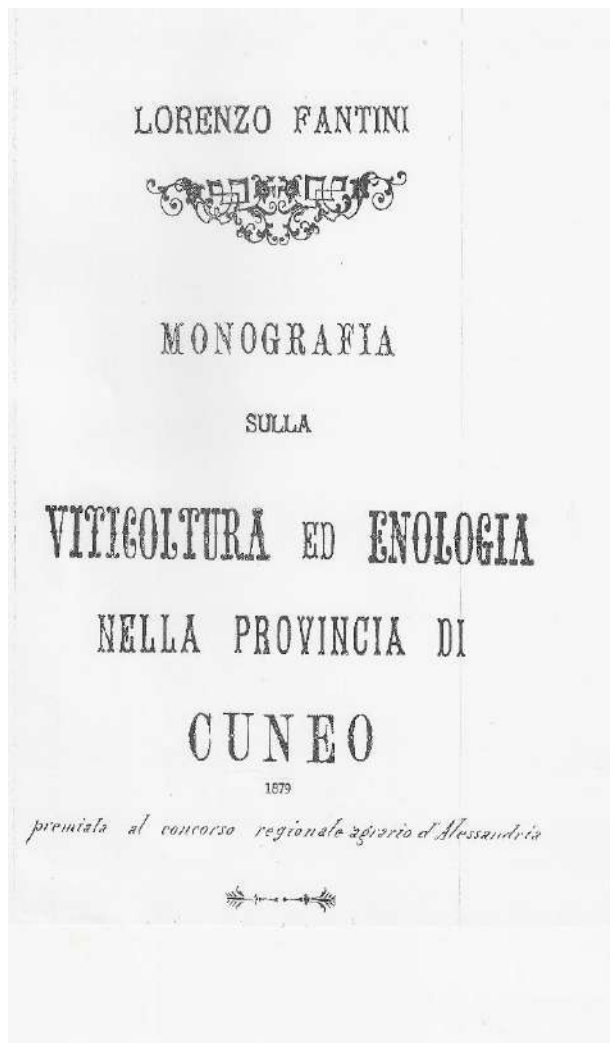 LORENZO FANTINI
MONOGRAFIA
SULLA
VITICOLTURA ED ENOLOGIA
NELLA PROVINCIA DI
CUNEO
1879
premiata al concorso regionale agrario d'Alessandria